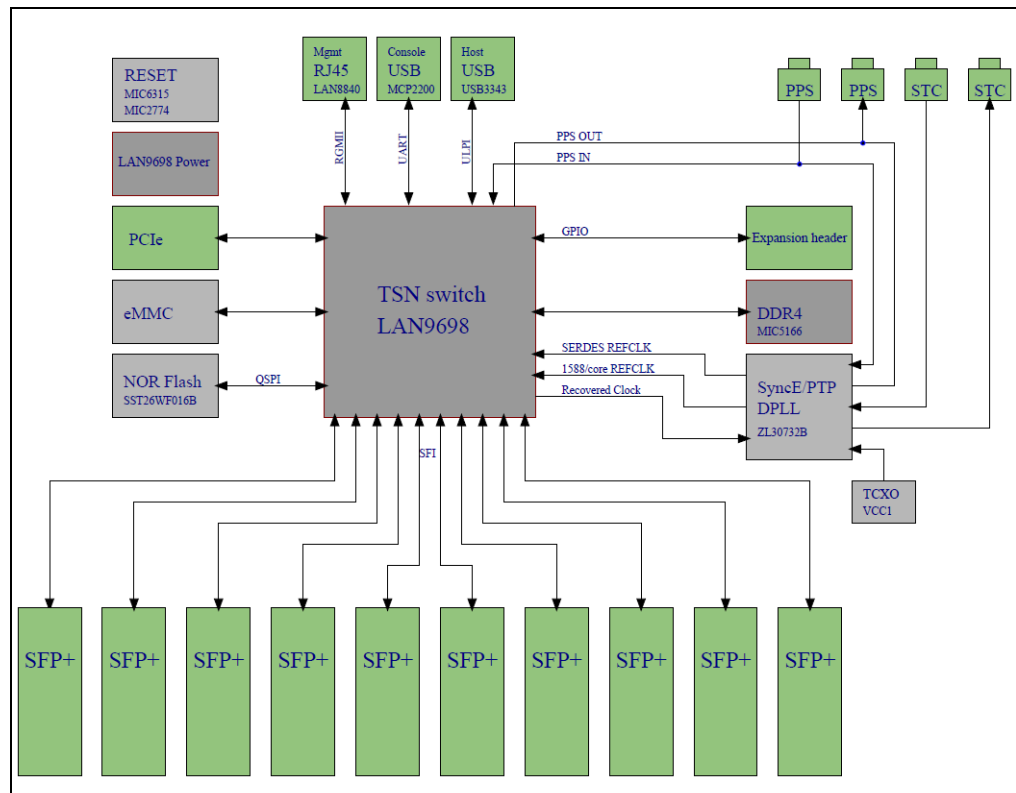 Mgmt
RJ45
LAN8840
Console
USB
MCP2200
Host
USB
USB3343
PPS
PPS
STC
STC
RESET
MIC6315
MIC2774
RGMII
UART
ULPI
PPS OUT
PPS IN
LAN9698 Power
PCIe
GPIO
Expansion header
eMMC
TSN switch
LAN9698
DDR4
MIC5166
NOR Flash
SST26WF016B
QSPI
SERDES REFCLK
1588/core REFCLK
Recovered Clock
SyncE/PTP
DPLL
ZL30732B
SFI
TCXO
VCC1
SFP+
SFP+
SFP+
SFP+
SFP+
SFP+
SFP+
SFP+
SFP+
SFP+